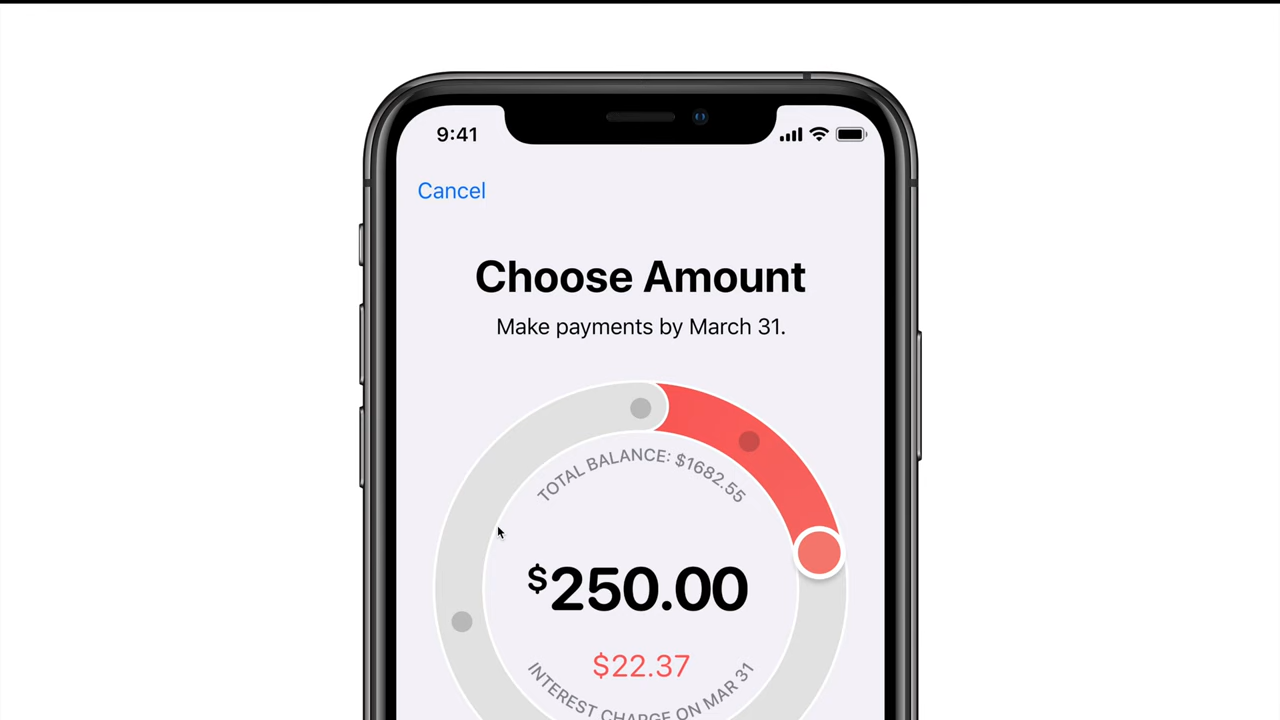 9:41
Cancel
Choose Amount
Make payments by March 31.
TOTAL BALANCE: $1682.55
$250.00
$22.37
INTEREST CHARGE ON MAR 31